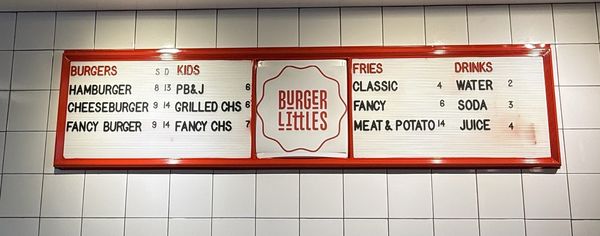 BURGERS S D
HAMBURGER 8 13
CHEESEBURGER 9 14
FANCY BURGER 9 14
KIDS
PB&J 6
GRILLED CHS 6
FANCY CHS 7
BURGER
LITTLES
FRIES
CLASSIC 4
FANCY 6
MEAT & POTATO 14
DRINKS
WATER 2
SODA 3
JUICE 4